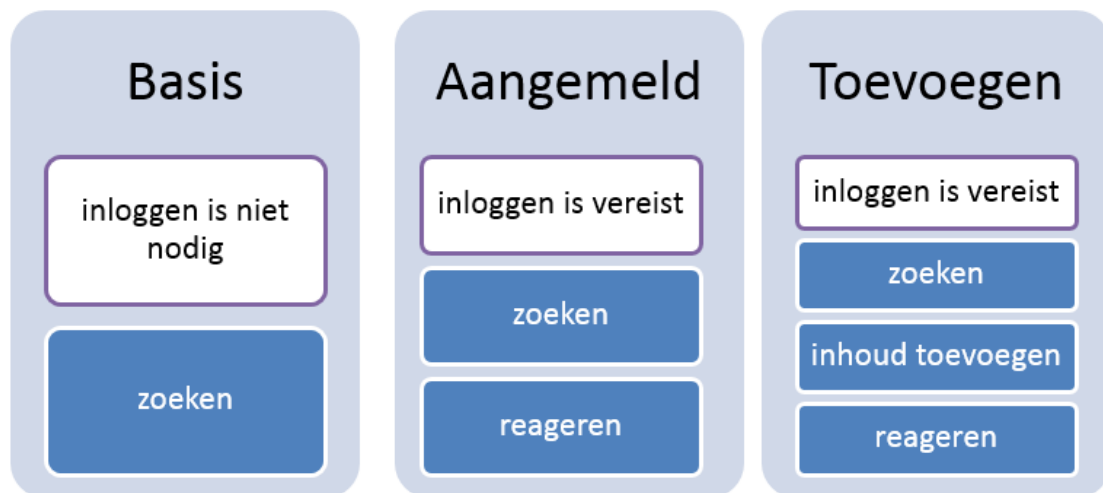 Basis
inloggen is niet
nodig
zoeken
Aangemeld
inloggen is vereist
zoeken
reageren
Toevoegen
inloggen is vereist
zoeken
inhoud toevoegen
reageren